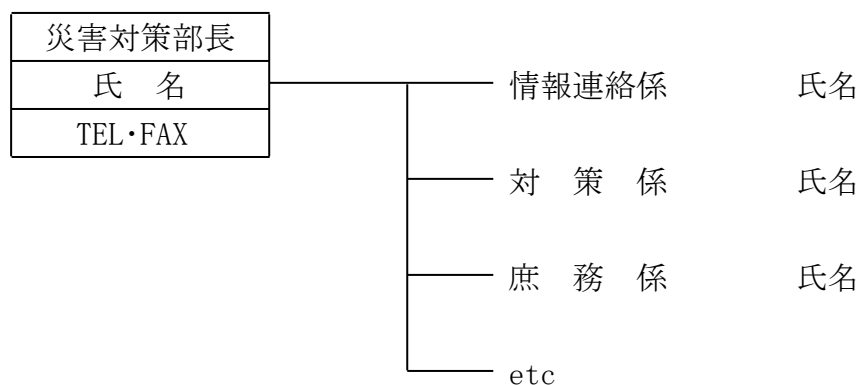 災害対策部長
氏　名
TEL･FAX
情報連絡係　氏名
対　策　係　氏名
庶　務　係　氏名
etc